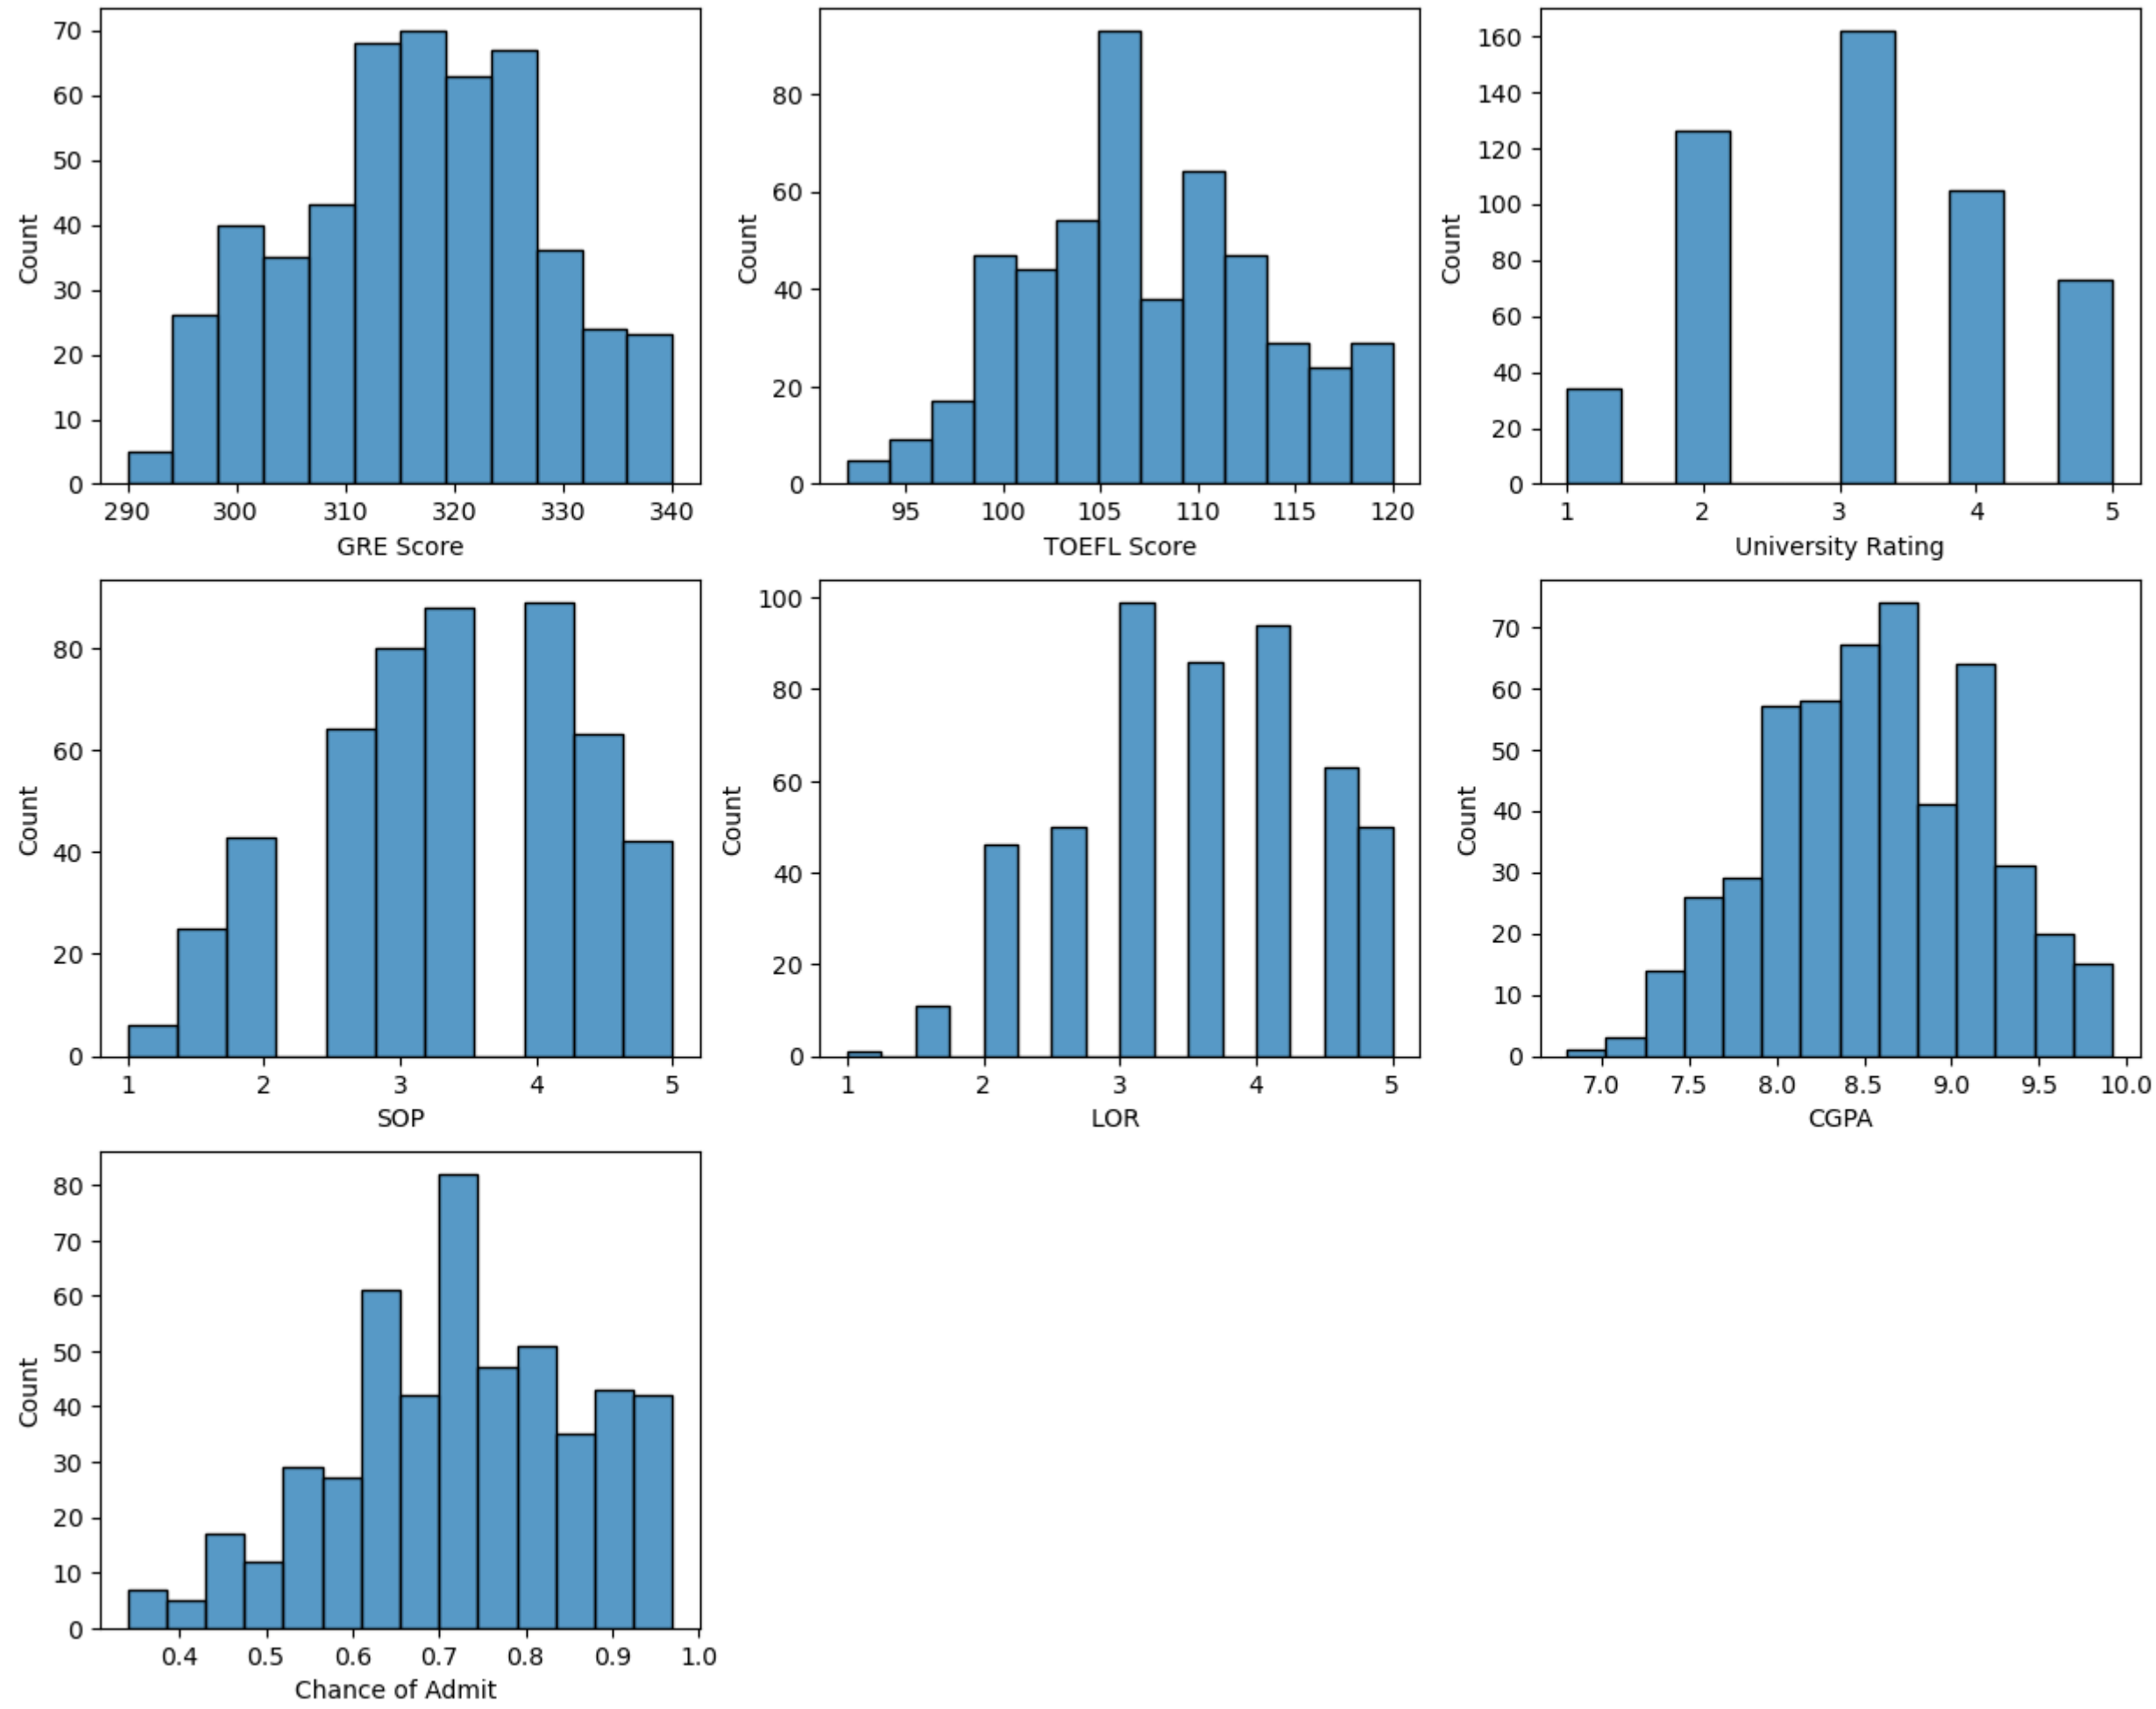 70
60
50
40
30
20
10
0
Count
290 300 310 320 330 340
GRE Score
80
60
40
20
0
Count
95 100 105 110 115 120
TOEFL Score
160
140
120
100
80
60
40
20
0
Count
1 2 3 4 5
University Rating
80
60
40
20
0
Count
1 2 3 4 5
SOP
100
80
60
40
20
0
Count
1 2 3 4 5
LOR
70
60
50
40
30
20
10
0
Count
7.0 7.5 8.0 8.5 9.0 9.5 10.0
CGPA
80
70
60
50
40
30
20
10
0
Count
0.4 0.5 0.6 0.7 0.8 0.9 1.0
Chance of Admit